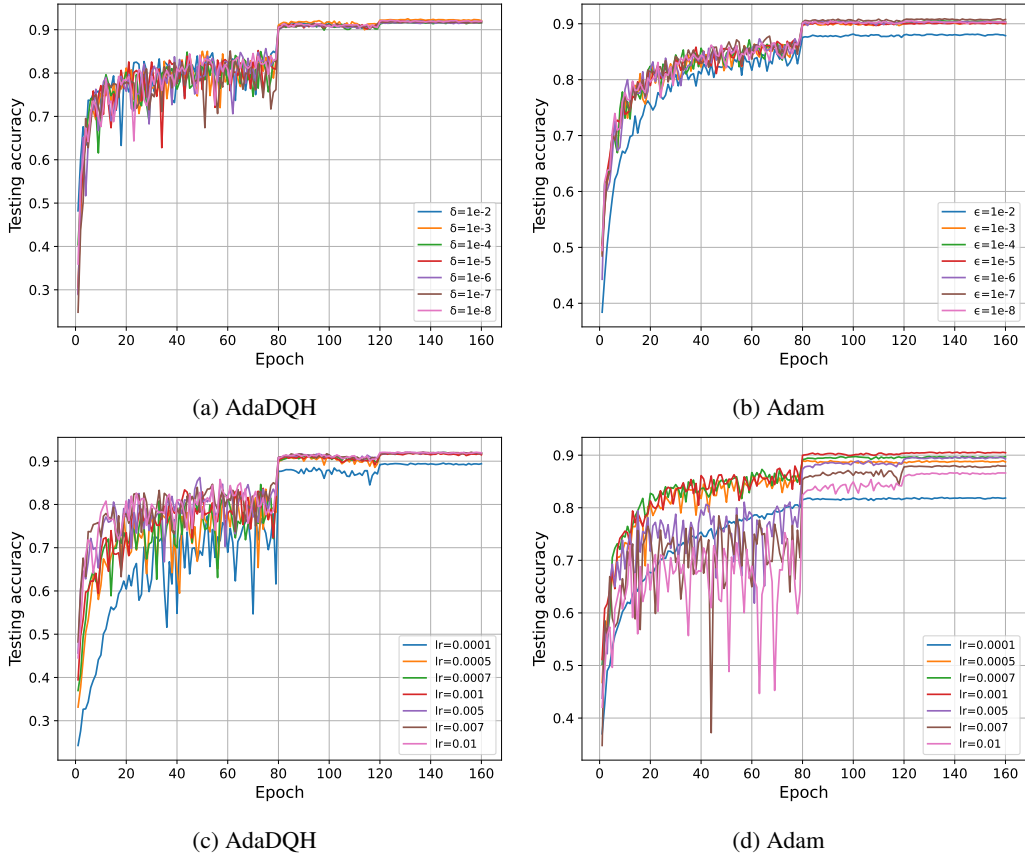 0.9
0.8
0.7
0.6
0.5
0.4
0.3
Testing accuracy
0 20 40 60 80 100 120 140 160
Epoch
δ=1e-2
δ=1e-3
δ=1e-4
δ=1e-5
δ=1e-6
δ=1e-7
δ=1e-8
(a) AdaDQH
0.9
0.8
0.7
0.6
0.5
0.4
Testing accuracy
0 20 40 60 80 100 120 140 160
Epoch
ϵ=1e-2
ϵ=1e-3
ϵ=1e-4
ϵ=1e-5
ϵ=1e-6
ϵ=1e-7
ϵ=1e-8
(b) Adam
0.9
0.8
0.7
0.6
0.5
0.4
0.3
Testing accuracy
0 20 40 60 80 100 120 140 160
Epoch
lr=0.0001
lr=0.0005
lr=0.0007
lr=0.001
lr=0.005
lr=0.007
lr=0.01
(c) AdaDQH
0.9
0.8
0.7
0.6
0.5
0.4
Testing accuracy
0 20 40 60 80 100 120 140 160
Epoch
lr=0.0001
lr=0.0005
lr=0.0007
lr=0.001
lr=0.005
lr=0.007
lr=0.01
(d) Adam